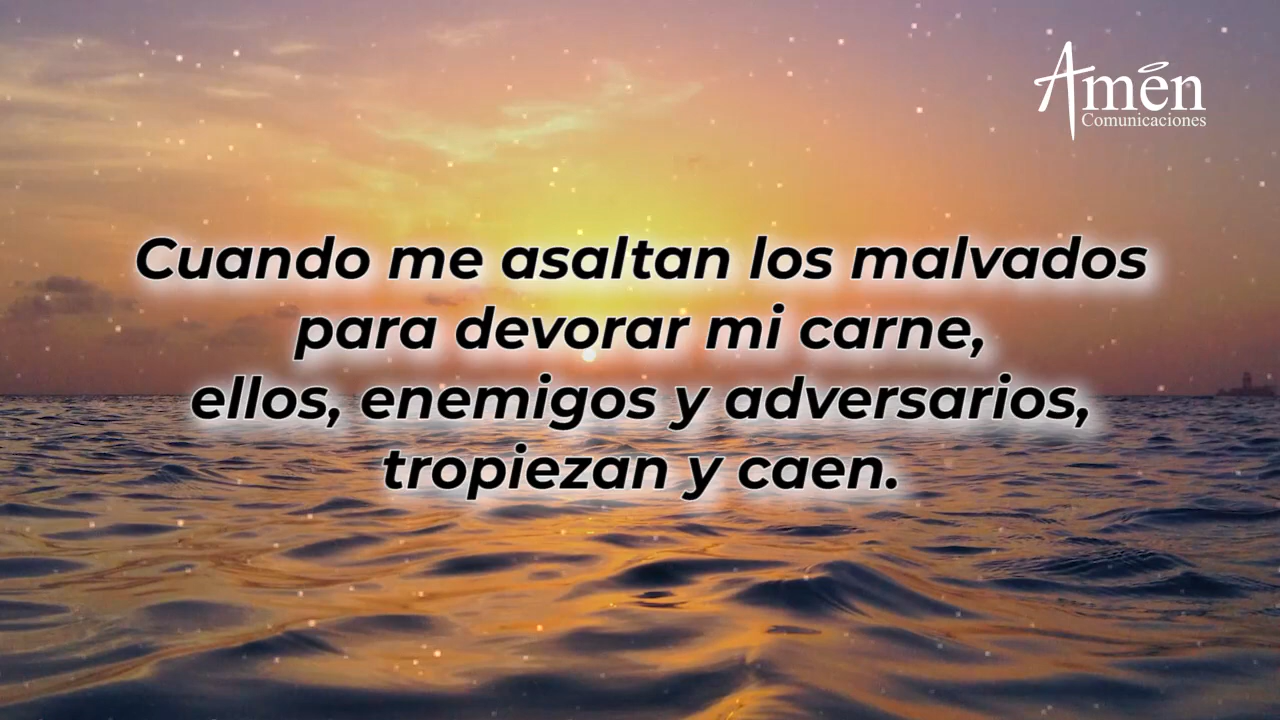 Amén
Comunicaciones
Cuando me asaltan los malvados
para devorar mi carne,
ellos, enemigos y adversarios,
tropiezan y caen.